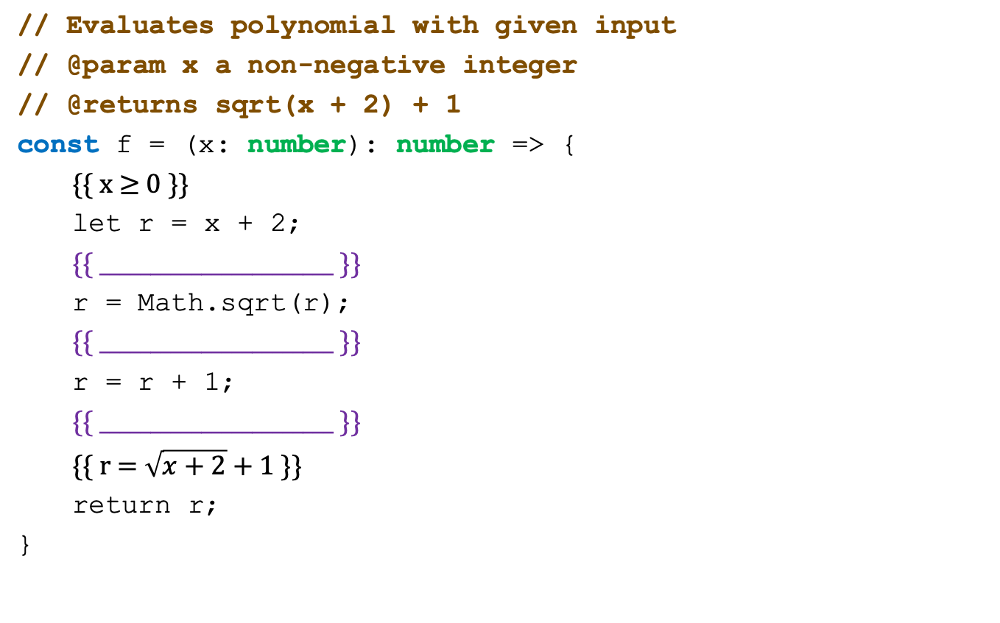 // Evaluates polynomial with given input
// @param x a non-negative integer
// @returns sqrt(x + 2) + 1
const f = (x: number): number => {
{{ x ≥ 0 }}
let r = x + 2;
{{ _______________ }}
r = Math.sqrt(r);
{{ _______________ }}
r = r + 1;
{{ _______________ }}
{{ r = √(x + 2) + 1 }}
return r;
}